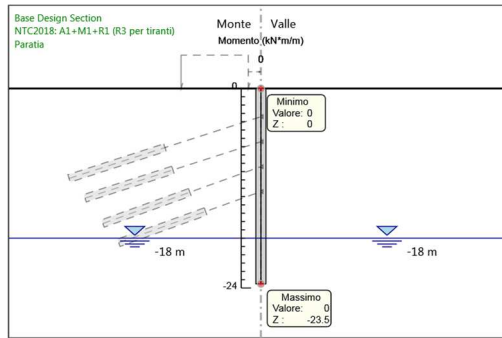 Base Design Section
NTC2018: A1+M1+R1 (R3 per tiranti)
Paratia
Monte Valle
Momento (kN*m/m)
0
0
Minimo
Valore: 0
Z : 0
-18 m
-18 m
-24
Massimo
Valore: 0
Z : -23.5